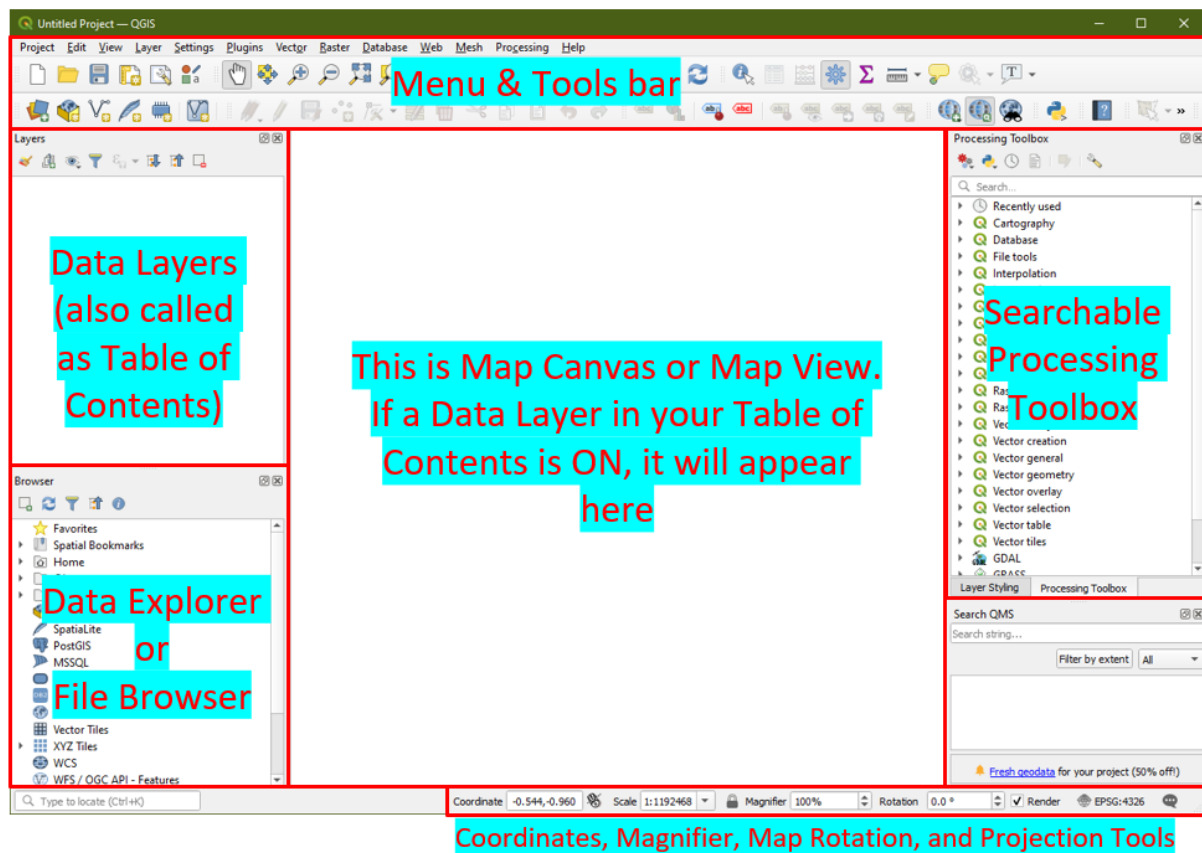 Untitled Project — QGIS
Project Edit View Layer Settings Plugins Vector Raster Database Web Mesh Processing Help
Menu & Tools bar
Layers
Data Layers
(also called
as Table of
Contents)
Browser
Favorites
Spatial Bookmarks
Home
Data Explorer
or
File Browser
SpatiaLite
PostGIS
MSSQL
Vector Tiles
XYZ Tiles
WCS
WFS / OGC API - Features
This is Map Canvas or Map View.
If a Data Layer in your Table of
Contents is ON, it will appear
here
Processing Toolbox
Search...
Recently used
Cartography
Database
File tools
Interpolation
Searchable
Processing
Toolbox
Vector creation
Vector general
Vector geometry
Vector overlay
Vector selection
Vector table
Vector tiles
GDAL
GRASS
Layer Styling Processing Toolbox
Search QMS
Search string...
Filter by extent All
Fresh geodata for your project (50% off!)
Type to locate (Ctrl+K) Coordinate -0.544,-0.960 Scale 1:1192468 Magnifier 100% Rotation 0.0 ° Render EPSG:4326
Coordinates, Magnifier, Map Rotation, and Projection Tools